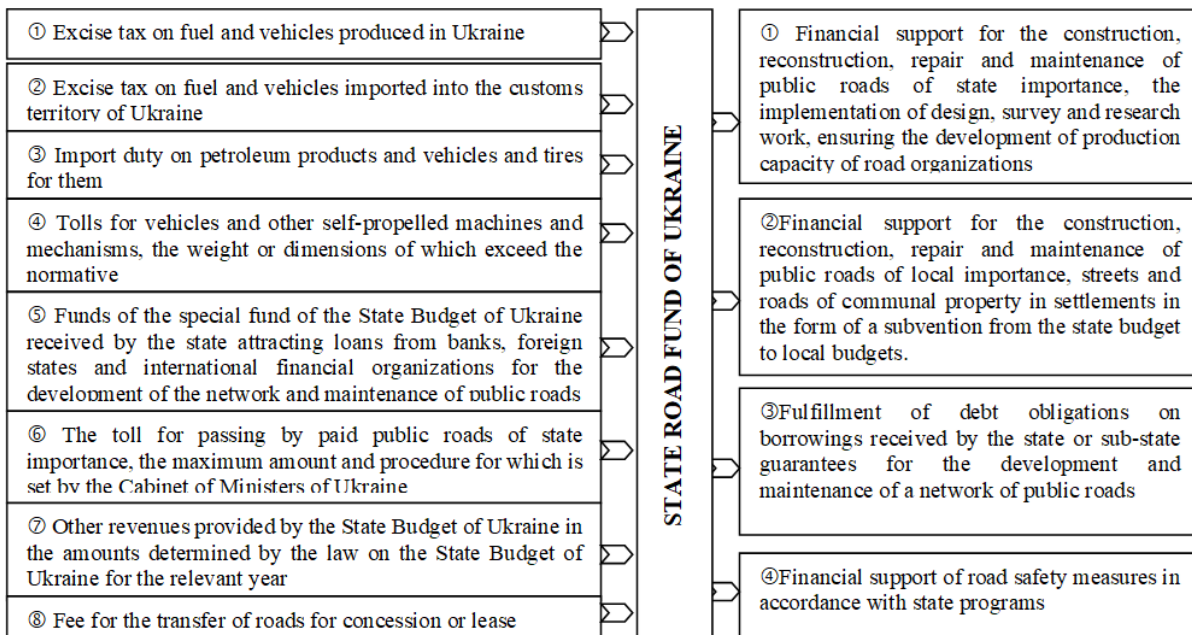 ① Excise tax on fuel and vehicles produced in Ukraine
② Excise tax on fuel and vehicles imported into the customs
territory of Ukraine
③ Import duty on petroleum products and vehicles and tires
for them
④ Tolls for vehicles and other self-propelled machines and
mechanisms, the weight or dimensions of which exceed the
normative
⑤ Funds of the special fund of the State Budget of Ukraine
received by the state attracting loans from banks, foreign
states and international financial organizations for the
development of the network and maintenance of public roads
⑥ The toll for passing by paid public roads of state
importance, the maximum amount and procedure for which is
set by the Cabinet of Ministers of Ukraine
⑦ Other revenues provided by the State Budget of Ukraine in
the amounts determined by the law on the State Budget of
Ukraine for the relevant year
⑧ Fee for the transfer of roads for concession or lease
STATE ROAD FUND OF UKRAINE
① Financial support for the construction,
reconstruction, repair and maintenance of
public roads of state importance, the
implementation of design, survey and research
work, ensuring the development of production
capacity of road organizations
②Financial support for the construction,
reconstruction, repair and maintenance of
public roads of local importance, streets and
roads of communal property in settlements in
the form of a subvention from the state budget
to local budgets.
③Fulfillment of debt obligations on
borrowings received by the state or sub-state
guarantees for the development and
maintenance of a network of public roads
④Financial support of road safety measures in
accordance with state programs